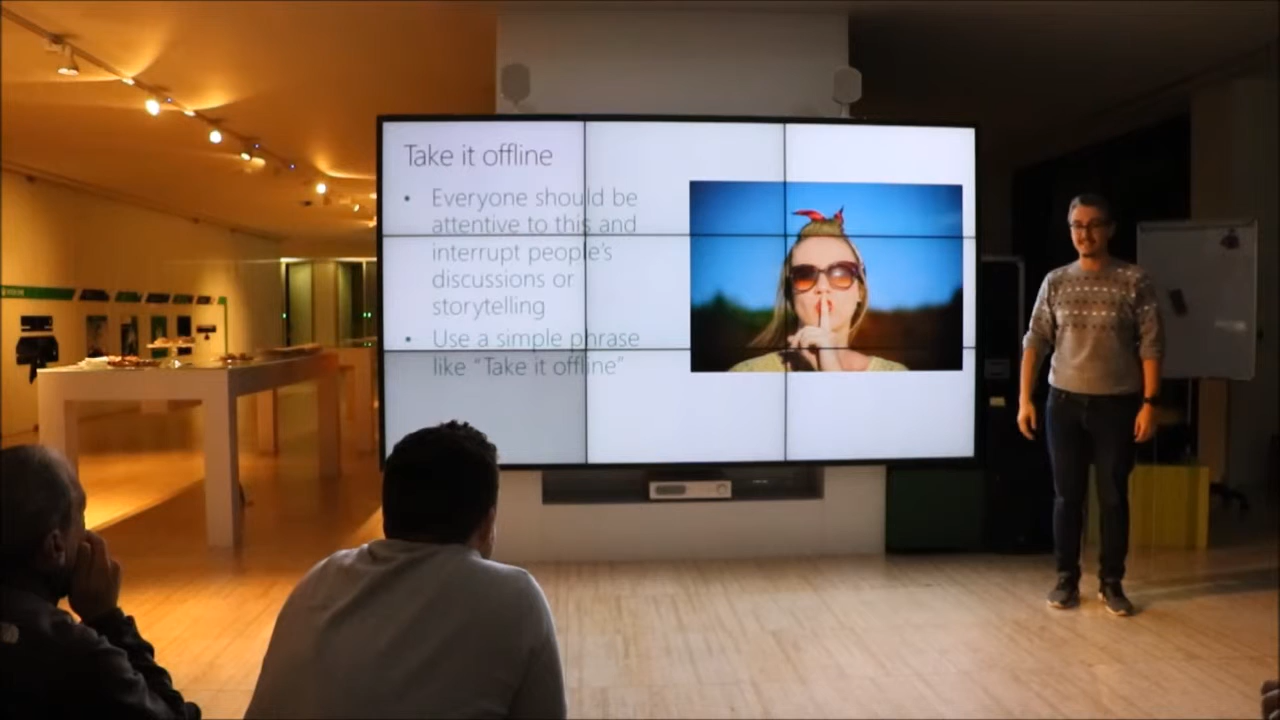 Take it offline
• Everyone should be
attentive to this and
interrupt people's
discussions or
storytelling
• Use a simple phrase
like "Take it offline"